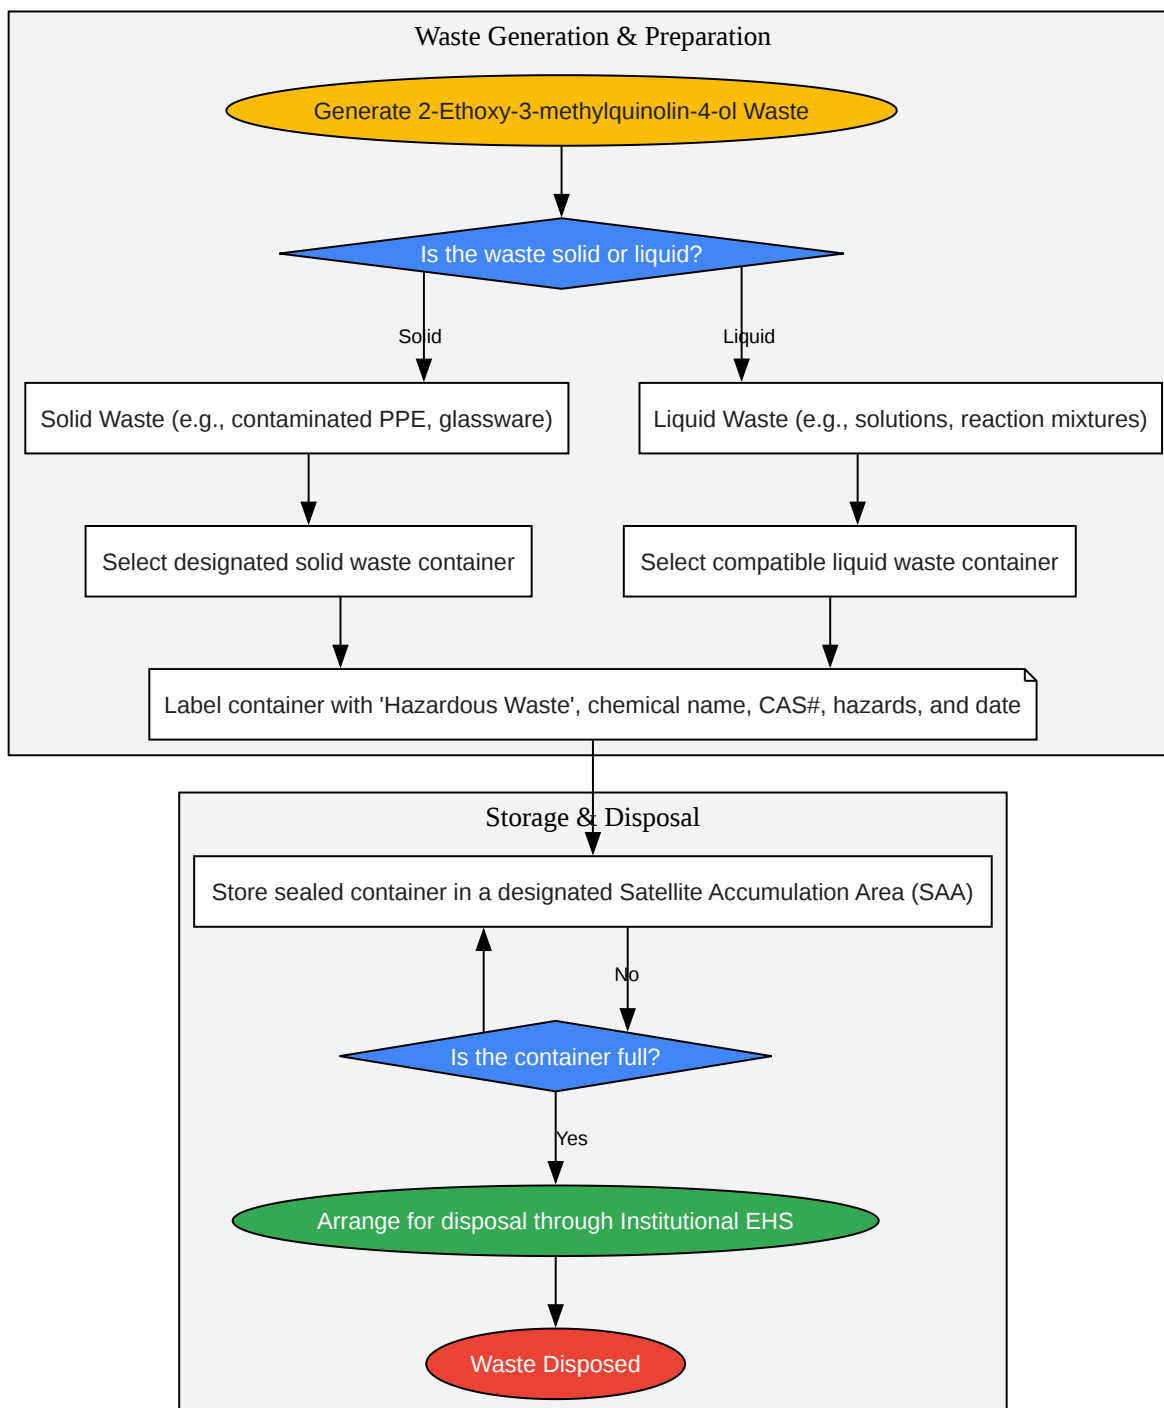 Waste Generation & Preparation
Generate 2-Ethoxy-3-methylquinolin-4-ol Waste
Is the waste solid or liquid?
Solid
Liquid
Solid Waste (e.g., contaminated PPE, glassware)
Liquid Waste (e.g., solutions, reaction mixtures)
Select designated solid waste container
Select compatible liquid waste container
Label container with 'Hazardous Waste', chemical name, CAS#, hazards, and date
Storage & Disposal
Store sealed container in a designated Satellite Accumulation Area (SAA)
No
Is the container full?
Yes
Arrange for disposal through Institutional EHS
Waste Disposed